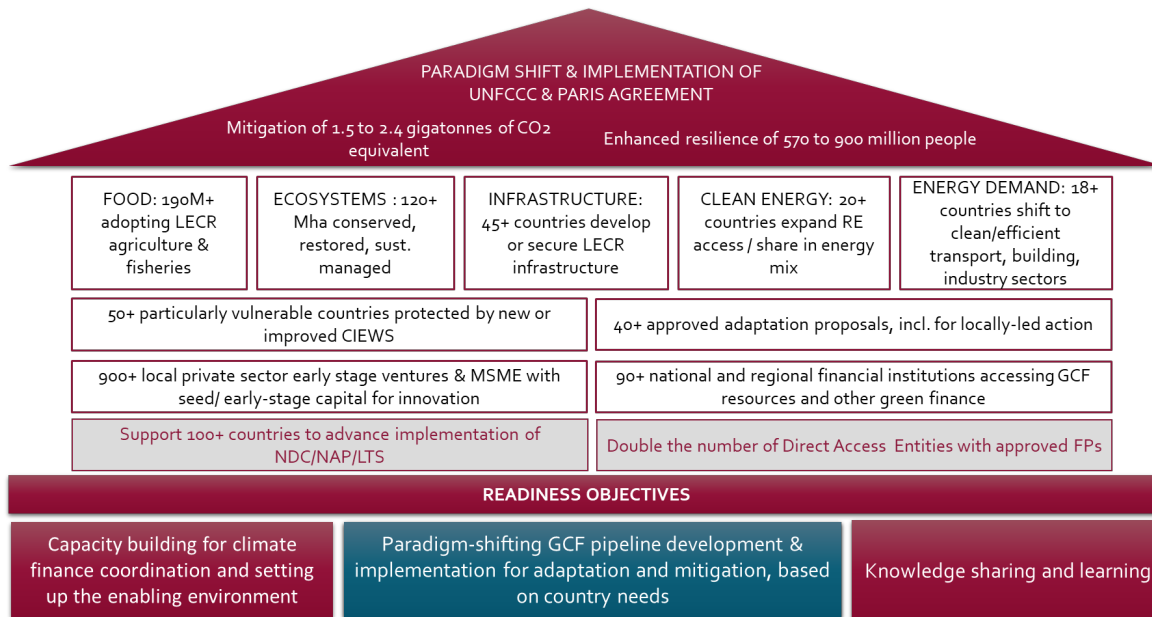 PARADIGM SHIFT & IMPLEMENTATION OF
UNFCCC & PARIS AGREEMENT
Mitigation of 1.5 to 2.4 gigatonnes of CO2
equivalent
Enhanced resilience of 570 to 900 million people
FOOD: 190M+
adopting LECR
agriculture &
fisheries
ECOSYSTEMS : 120+
Mha conserved,
restored, sust.
managed
INFRASTRUCTURE:
45+ countries develop
or secure LECR
infrastructure
CLEAN ENERGY: 20+
countries expand RE
access / share in energy
mix
ENERGY DEMAND: 18+
countries shift to
clean/efficient
transport, building,
industry sectors
50+ particularly vulnerable countries protected by new or
improved CIEWS
40+ approved adaptation proposals, incl. for locally-led action
900+ local private sector early stage ventures & MSME with
seed/ early-stage capital for innovation
90+ national and regional financial institutions accessing GCF
resources and other green finance
Support 100+ countries to advance implementation of
NDC/NAP/LTS
Double the number of Direct Access Entities with approved FPs
READINESS OBJECTIVES
Capacity building for climate
finance coordination and setting
up the enabling environment
Paradigm-shifting GCF pipeline development &
implementation for adaptation and mitigation, based
on country needs
Knowledge sharing and learning